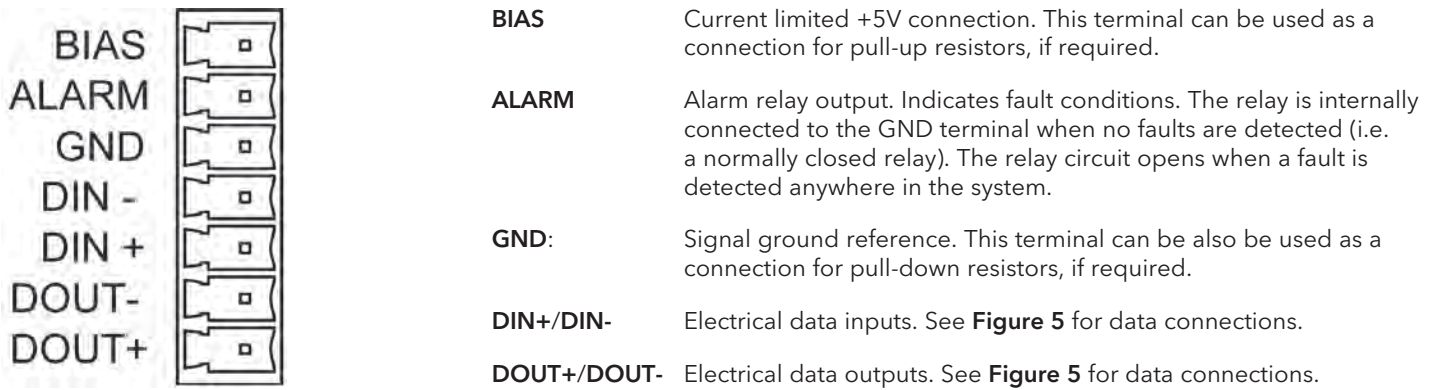 BIAS
ALARM
GND
DIN -
DIN +
DOUT-
DOUT+
BIAS Current limited +5V connection. This terminal can be used as a
connection for pull-up resistors, if required.
ALARM Alarm relay output. Indicates fault conditions. The relay is internally
connected to the GND terminal when no faults are detected (i.e.
a normally closed relay). The relay circuit opens when a fault is
detected anywhere in the system.
GND: Signal ground reference. This terminal can be also be used as a
connection for pull-down resistors, if required.
DIN+/DIN- Electrical data inputs. See Figure 5 for data connections.
DOUT+/DOUT- Electrical data outputs. See Figure 5 for data connections.